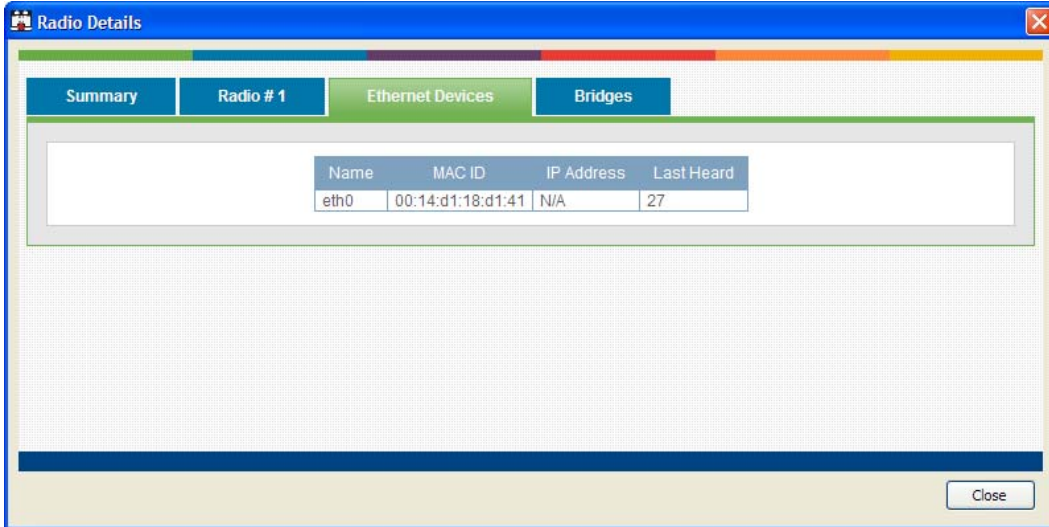 Radio Details
Summary Radio # 1 Ethernet Devices Bridges
Name MAC ID IP Address Last Heard
eth0 00:14:d1:18:d1:41 N/A 27
Close